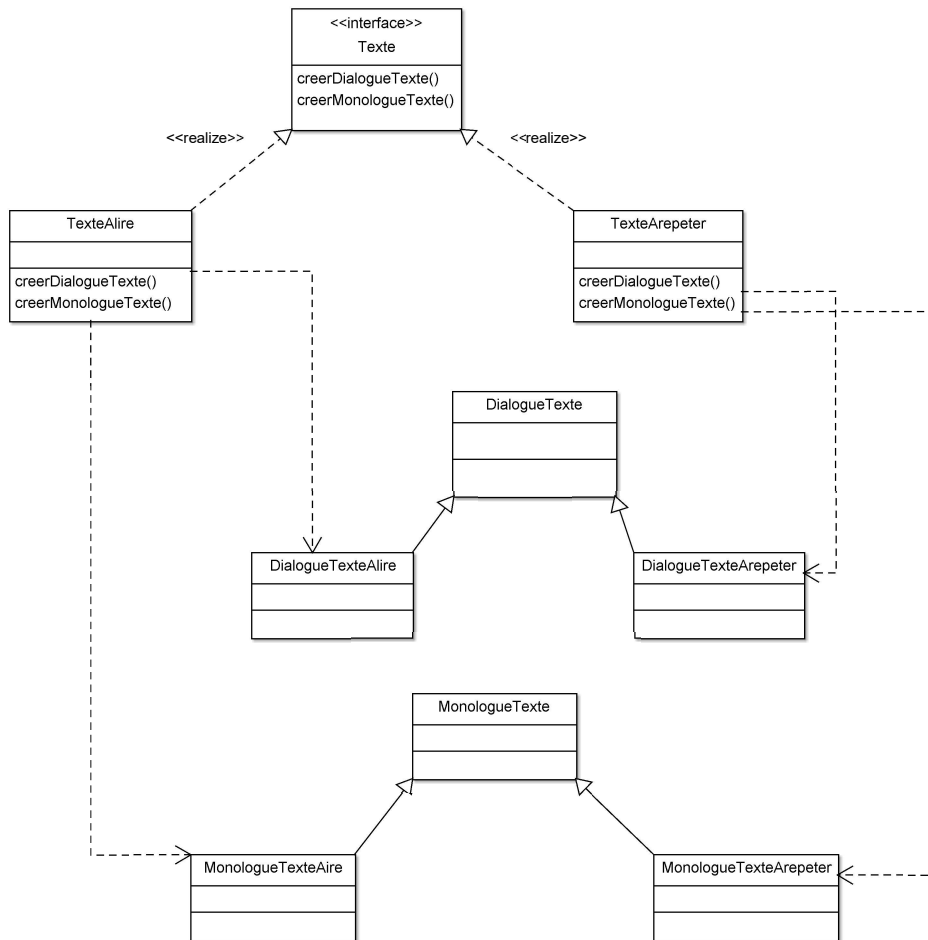 <<interface>>
Texte
creerDialogueTexte()
creerMonologueTexte()
<<realize>>
<<realize>>
TexteAlire
creerDialogueTexte()
creerMonologueTexte()
TexteArepeter
creerDialogueTexte()
creerMonologueTexte()
DialogueTexte
DialogueTexteAlire
DialogueTexteArepeter
MonologueTexte
MonologueTexteAire
MonologueTexteArepeter